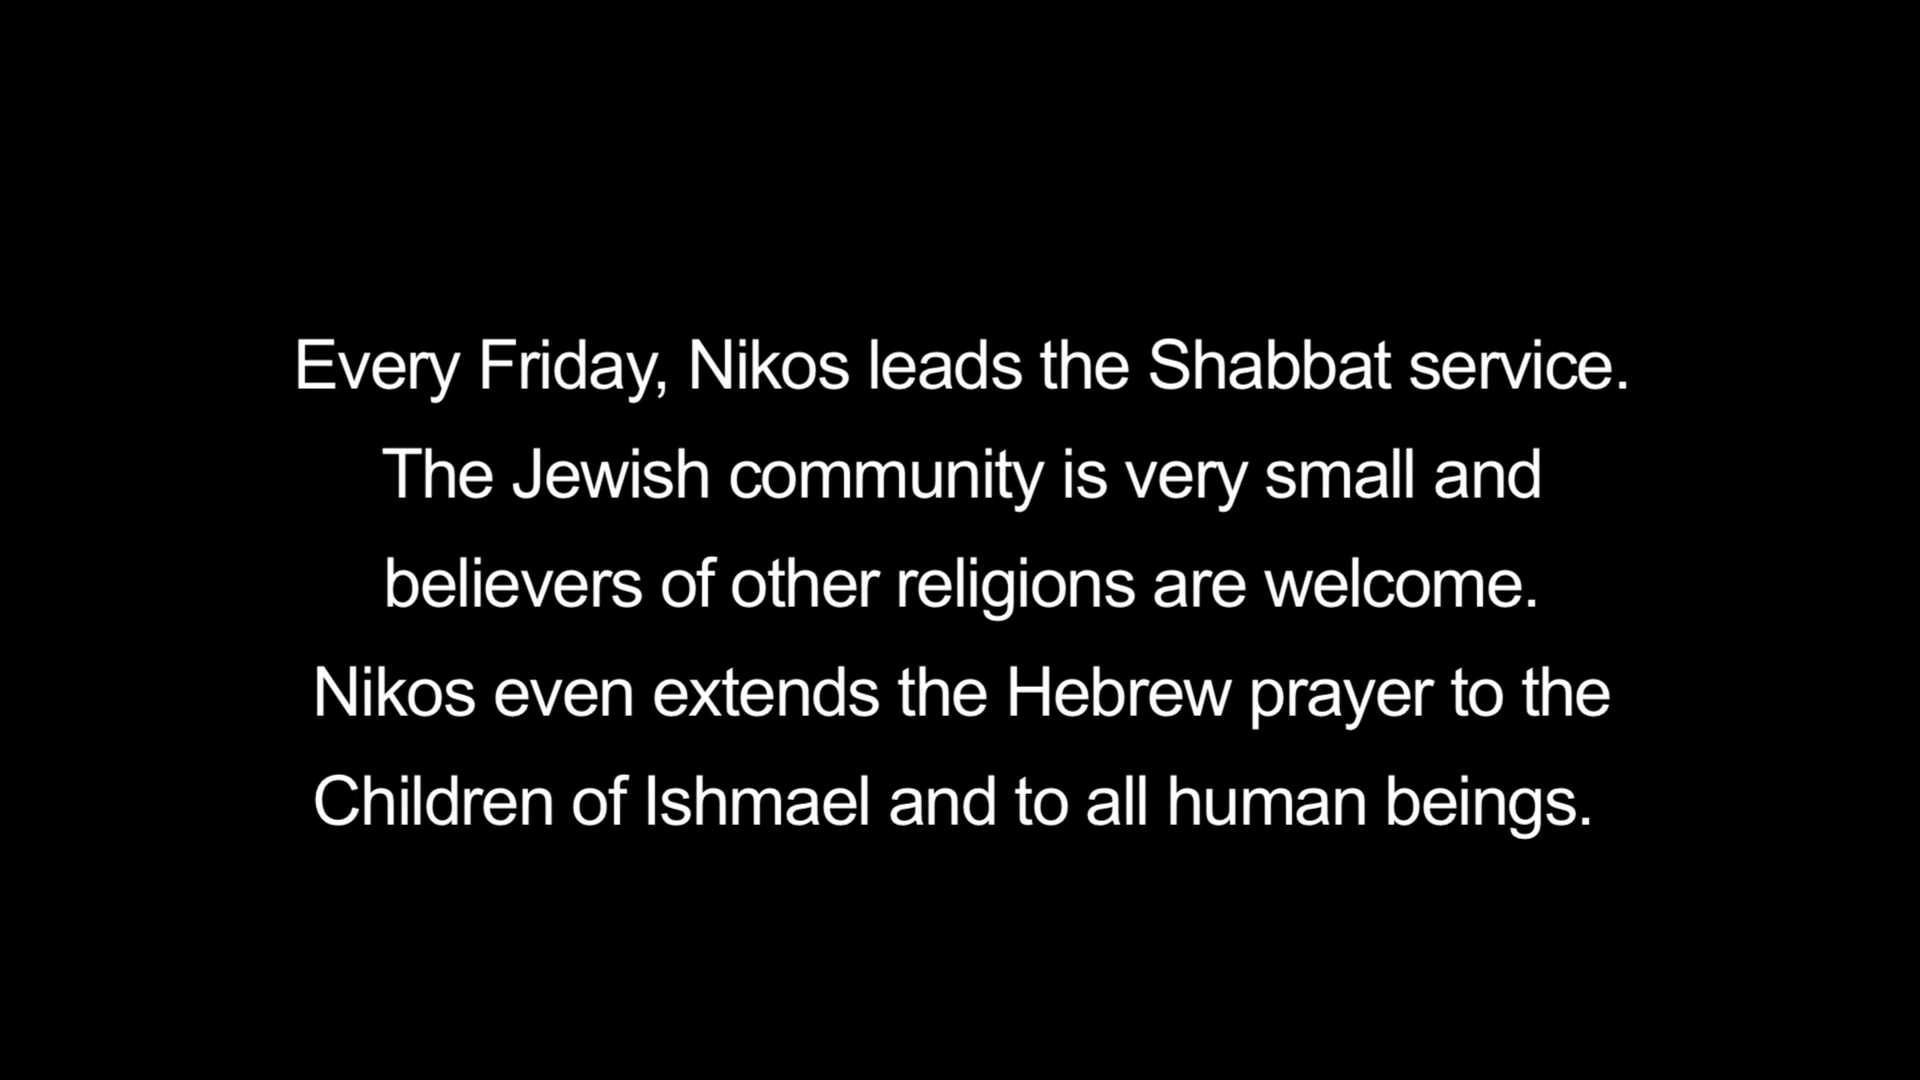 Every Friday, Nikos leads the Shabbat service.
The Jewish community is very small and
believers of other religions are welcome.
Nikos even extends the Hebrew prayer to the
Children of Ishmael and to all human beings.